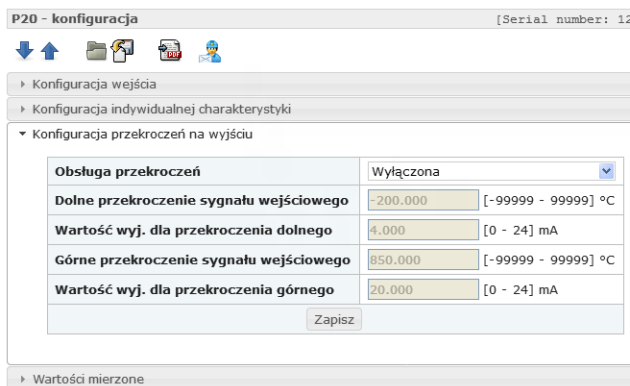 P20 - konfiguracja [Serial number: 12
Konfiguracja wejścia
Konfiguracja indywidualnej charakterystyki
Konfiguracja przekroczeń na wyjściu
Obsługa przekroczeń Wyłączona
Dolne przekroczenie sygnału wejściowego -200.000 [-99999 - 99999] °C
Wartość wyj. dla przekroczenia dolnego 4.000 [0 - 24] mA
Górne przekroczenie sygnału wejściowego 850.000 [-99999 - 99999] °C
Wartość wyj. dla przekroczenia górnego 20.000 [0 - 24] mA
Zapisz
Wartości mierzone